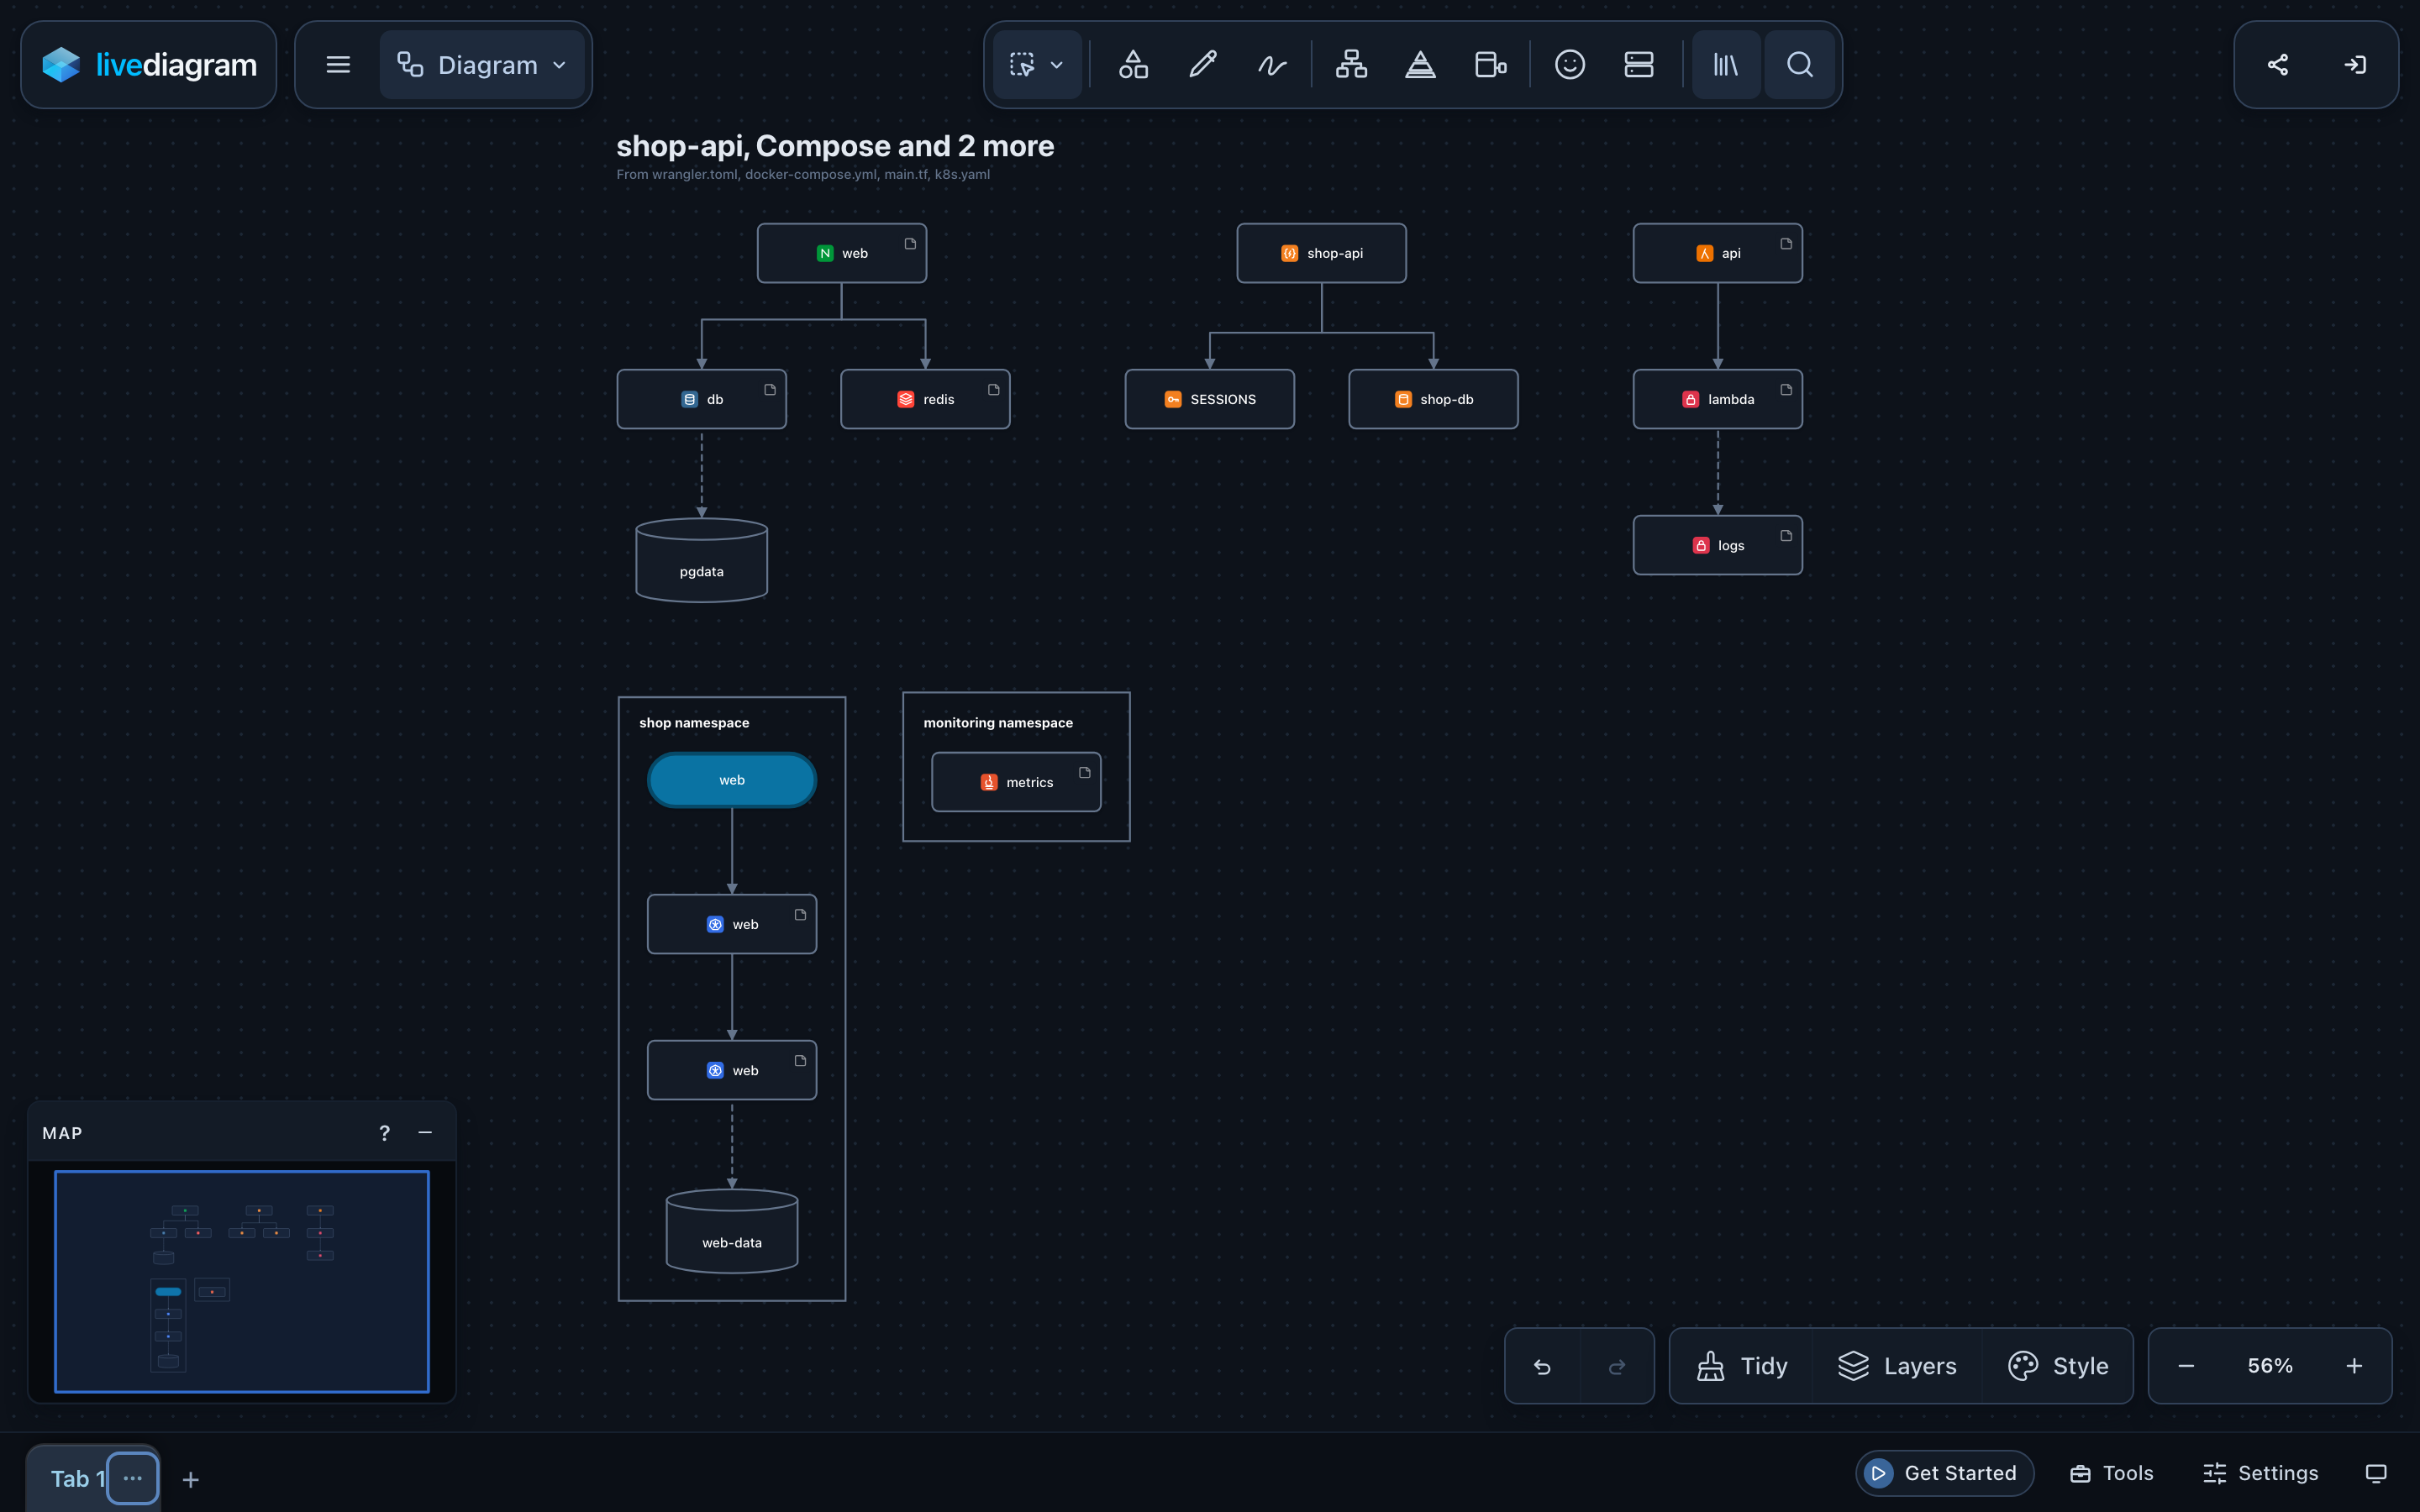 livediagram
Diagram
shop-api, Compose and 2 more
From wrangler.toml, docker-compose.yml, main.tf, k8s.yaml
web
shop-api
api
db
redis
SESSIONS
shop-db
lambda
logs
pgdata
shop namespace
monitoring namespace
web
metrics
web
web
web-data
MAP
?
Tidy
Layers
Style
56%
Tab 1
Get Started
Tools
Settings